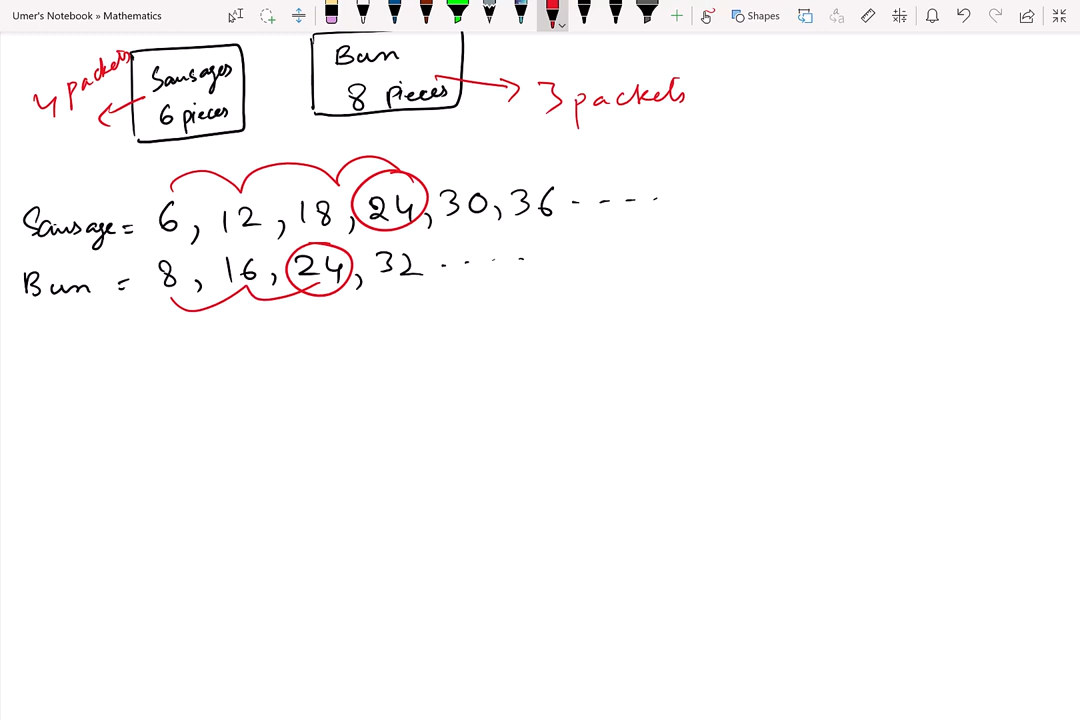 Umer's Notebook » Mathematics
Shapes
4 packets
Sausages
6 pieces
Bun
8 pieces
3 packets
Sausage = 6, 12, 18, 24, 30, 36 - - - -
Bun = 8, 16, 24, 32 . . . . .